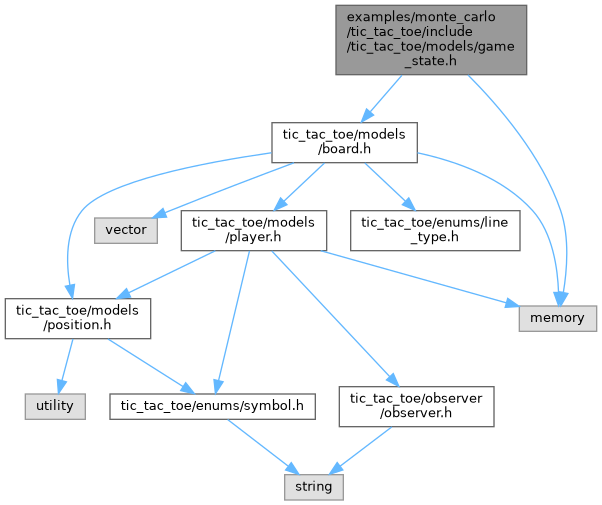 examples/monte_carlo
/tic_tac_toe/include
/tic_tac_toe/models/game
_state.h
tic_tac_toe/models
/board.h
vector
tic_tac_toe/models
/player.h
tic_tac_toe/enums/line
_type.h
tic_tac_toe/models
/position.h
memory
utility
tic_tac_toe/enums/symbol.h
tic_tac_toe/observer
/observer.h
string